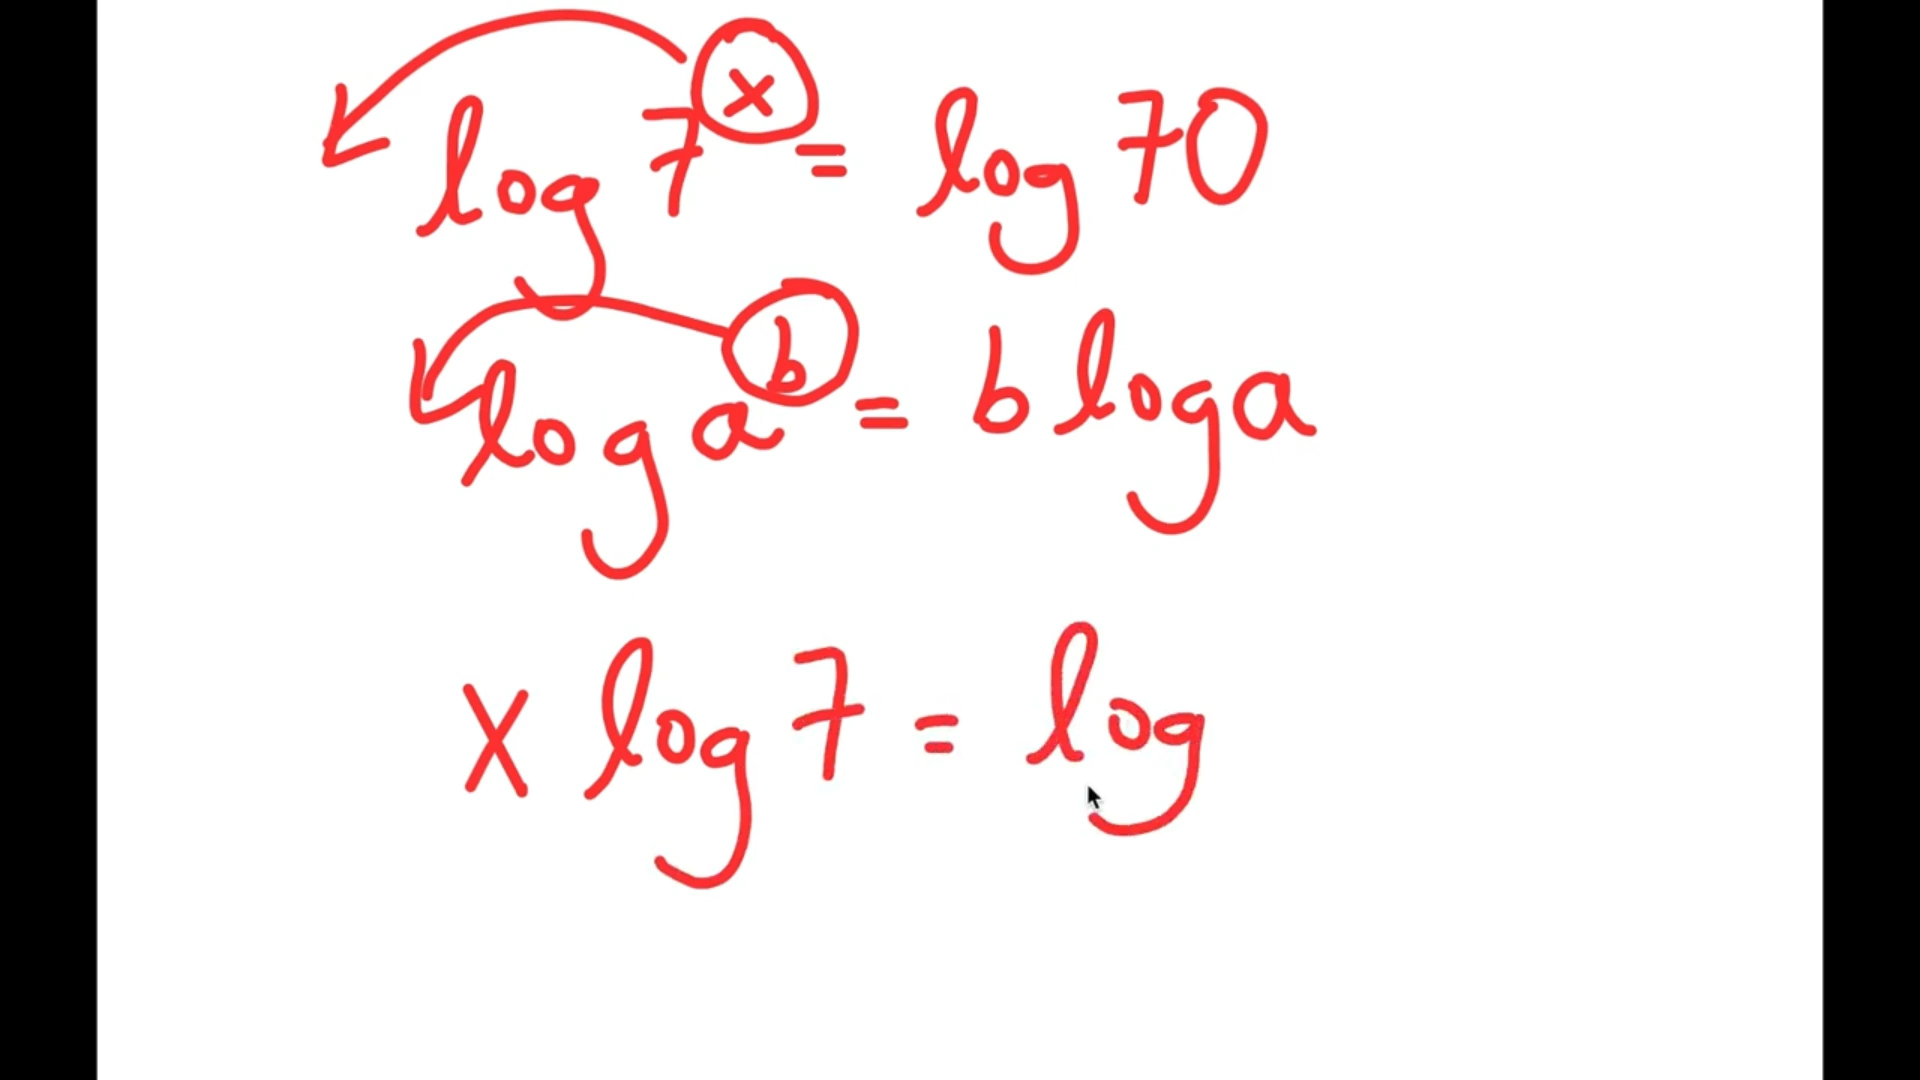 log 7^x = log 70
log a^b = b log a
x log 7 = log